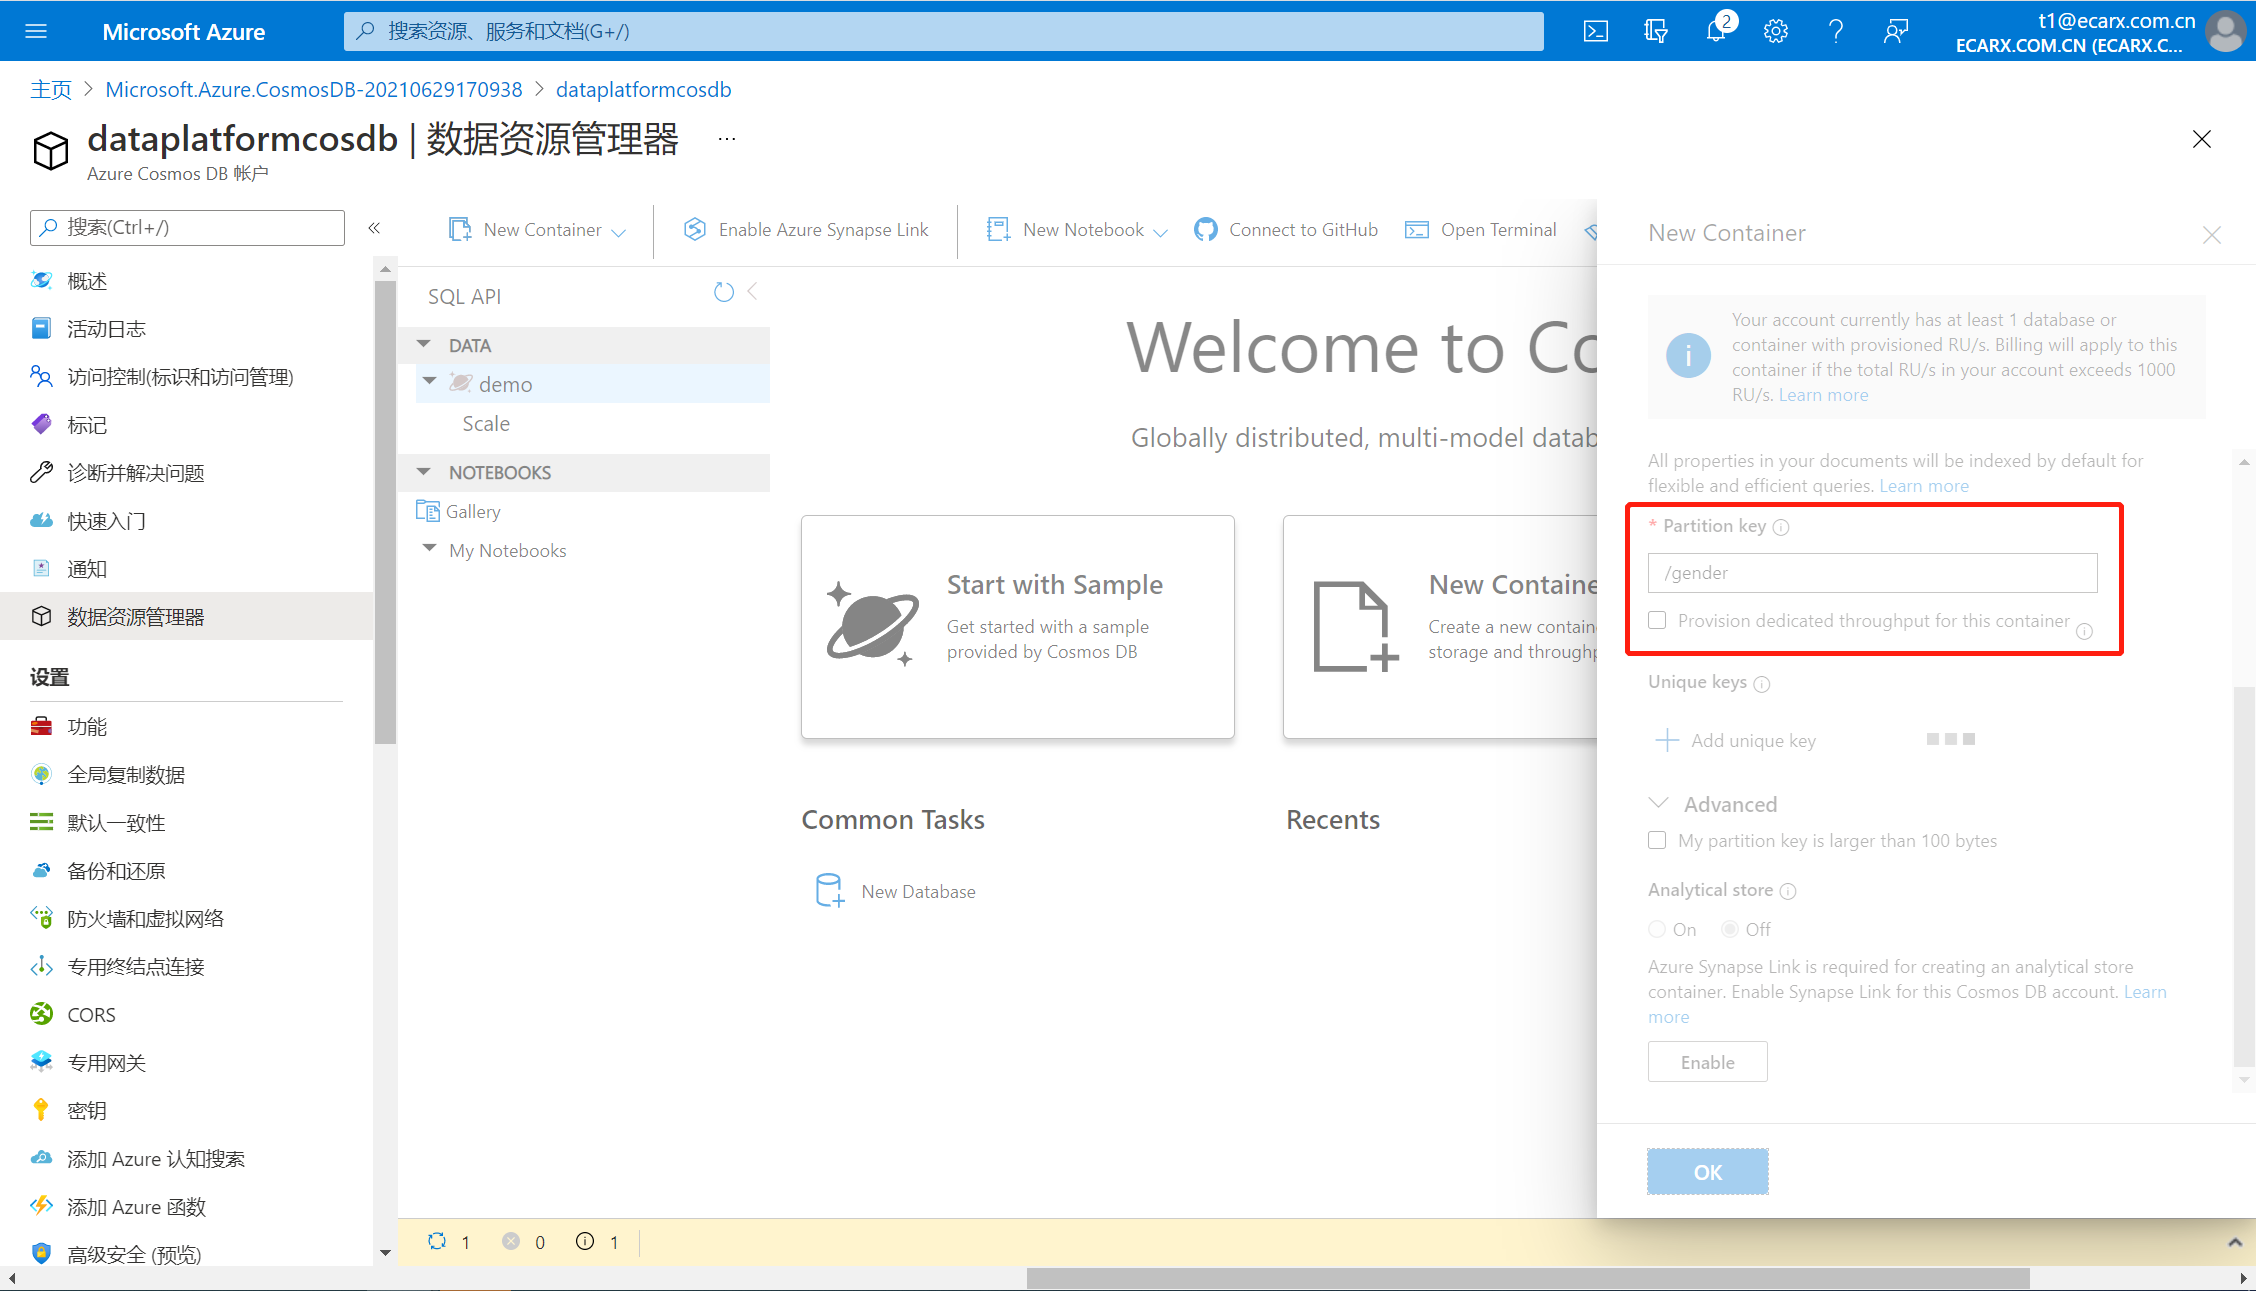 Microsoft Azure
搜索资源、服务和文档(G+/)
2
t1@ecarx.com.cn
ECARX.COM.CN (ECARX.C...
主页 > Microsoft.Azure.CosmosDB-20210629170938 > dataplatformcosdb
dataplatformcosdb | 数据资源管理器 ...
Azure Cosmos DB 帐户
搜索(Ctrl+/)
概述
活动日志
访问控制(标识和访问管理)
标记
诊断并解决问题
快速入门
通知
数据资源管理器
设置
功能
全局复制数据
默认一致性
备份和还原
防火墙和虚拟网络
专用终结点连接
CORS
专用网关
密钥
添加 Azure 认知搜索
添加 Azure 函数
高级安全 (预览)
New Container
Enable Azure Synapse Link
New Notebook
Connect to GitHub
Open Terminal
SQL API
DATA
demo
Scale
NOTEBOOKS
Gallery
My Notebooks
Welcome to Co
Globally distributed, multi-model datab
Start with Sample
Get started with a sample
provided by Cosmos DB
New Containe
Create a new contain
storage and throughp
Common Tasks
New Database
Recents
1 0 1
New Container
Your account currently has at least 1 database or
container with provisioned RU/s. Billing will apply to this
container if the total RU/s in your account exceeds 1000
RU/s. Learn more
All properties in your documents will be indexed by default for
flexible and efficient queries. Learn more
* Partition key
/gender
Provision dedicated throughput for this container
Unique keys
Add unique key
Advanced
My partition key is larger than 100 bytes
Analytical store
On Off
Azure Synapse Link is required for creating an analytical store
container. Enable Synapse Link for this Cosmos DB account. Learn
more
Enable
OK